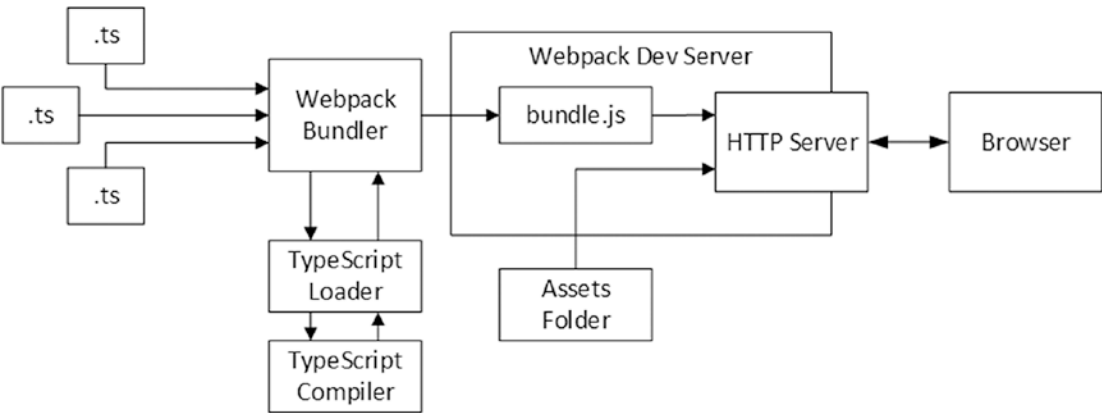 .ts
.ts
.ts
Webpack
Bundler
TypeScript
Loader
TypeScript
Compiler
Webpack Dev Server
bundle.js
HTTP Server
Assets
Folder
Browser